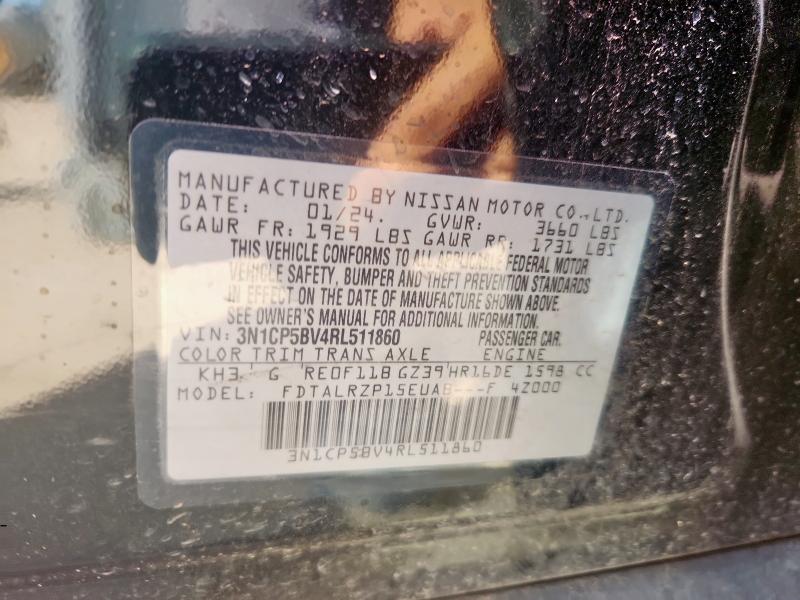 MANUFACTURED BY NISSAN MOTOR CO.,LTD.
DATE: 01/24. GVWR: 3660 LBS
GAWR FR: 1929 LBS GAWR RR: 1731 LBS
THIS VEHICLE CONFORMS TO ALL APPLICABLE FEDERAL MOTOR
VEHICLE SAFETY, BUMPER AND THEFT PREVENTION STANDARDS
IN EFFECT ON THE DATE OF MANUFACTURE SHOWN ABOVE.
SEE OWNER'S MANUAL FOR ADDITIONAL INFORMATION.
VIN: 3N1CP5BV4RL511860 PASSENGER CAR.
COLOR TRIM TRANS AXLE ENGINE
KH3 G RE0F11B GZ39 HR16DE 1598 CC
MODEL: FDTALRZP15EUAB---F 4Z000
3N1CP5BV4RL511860